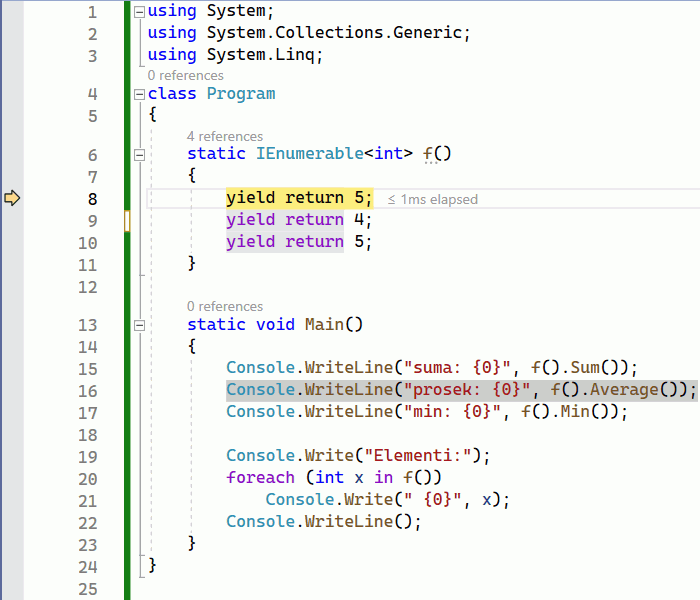 1 using System;
2 using System.Collections.Generic;
3 using System.Linq;
0 references
4 class Program
5 {
4 references
6 static IEnumerable<int> f()
7 {
8 yield return 5; ≤ 1ms elapsed
9 yield return 4;
10 yield return 5;
11 }
12
0 references
13 static void Main()
14 {
15 Console.WriteLine("suma: {0}", f().Sum());
16 Console.WriteLine("prosek: {0}", f().Average());
17 Console.WriteLine("min: {0}", f().Min());
18
19 Console.Write("Elementi:");
20 foreach (int x in f())
21 Console.Write(" {0}", x);
22 Console.WriteLine();
23 }
24 }
25